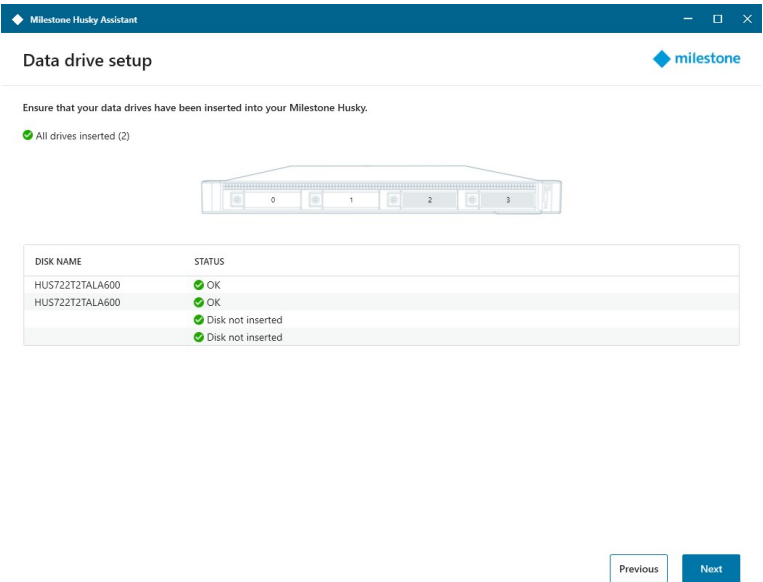 Milestone Husky Assistant
Data drive setup
milestone
Ensure that your data drives have been inserted into your Milestone Husky.
All drives inserted (2)
0 1 2 3
DISK NAME STATUS
HUS722T2TALA600 OK
HUS722T2TALA600 OK
Disk not inserted
Disk not inserted
Previous Next